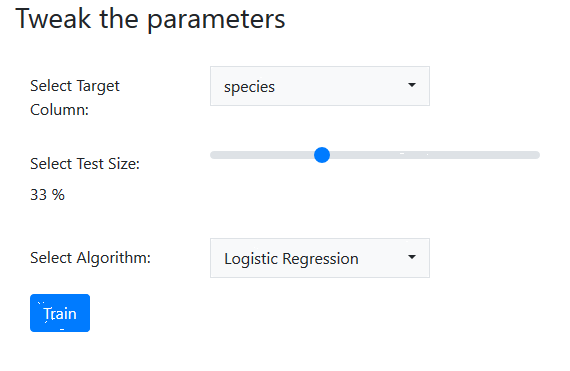 Tweak the parameters
Select Target
Column:
species
Select Test Size:
33 %
Select Algorithm:
Logistic Regression
Train